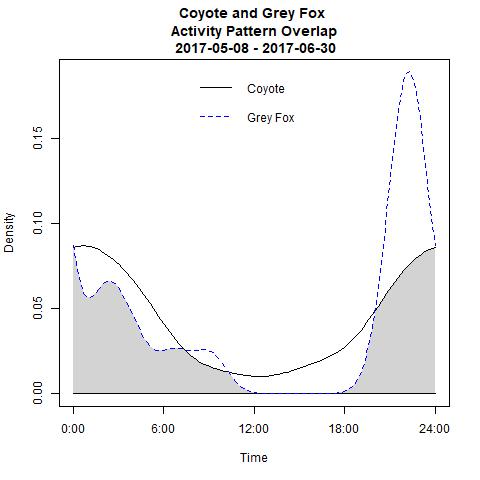 Coyote and Grey Fox
Activity Pattern Overlap
2017-05-08 - 2017-06-30
Coyote
Grey Fox
0.15
0.10
0.05
0.00
Density
0:00 6:00 12:00 18:00 24:00
Time